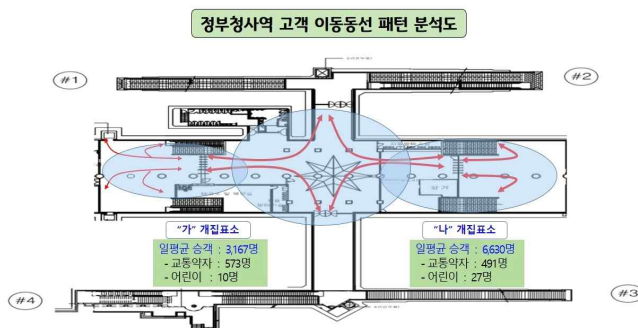 정부청사역 고객 이동동선 패턴 분석도
#1
#2
"가" 개집표소
일평균 승객 : 3,167명
- 교통약자 : 573명
- 어린이 : 10명
"나" 개집표소
일평균 승객 : 6,630명
- 교통약자 : 491명
- 어린이 : 27명
#4
#3